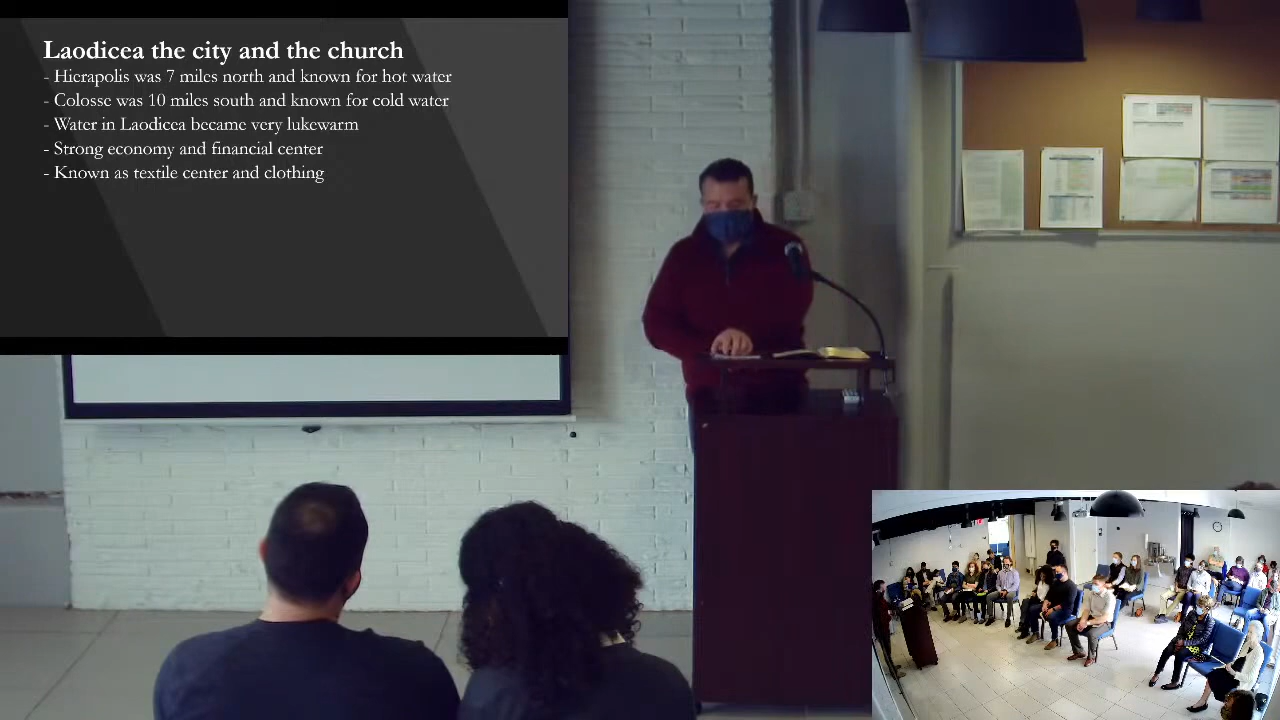 Laodicea the city and the church
- Hierapolis was 7 miles north and known for hot water
- Colosse was 10 miles south and known for cold water
- Water in Laodicea became very lukewarm
- Strong economy and financial center
- Known as textile center and clothing